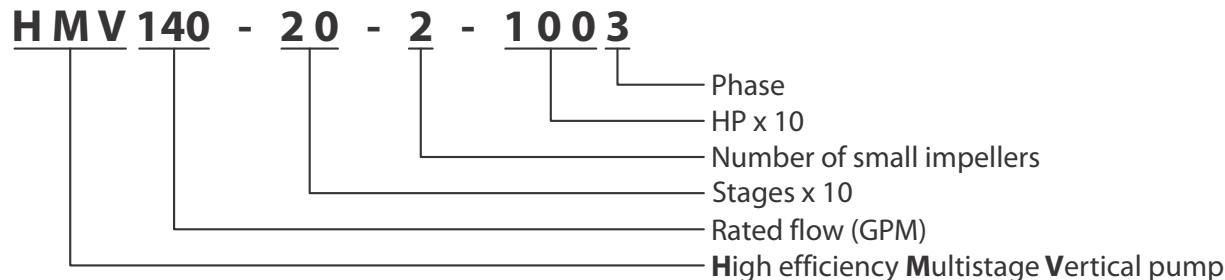 HMV140 - 20 - 2 - 1003
Phase
HP x 10
Number of small impellers
Stages x 10
Rated flow (GPM)
High efficiency Multistage Vertical pump